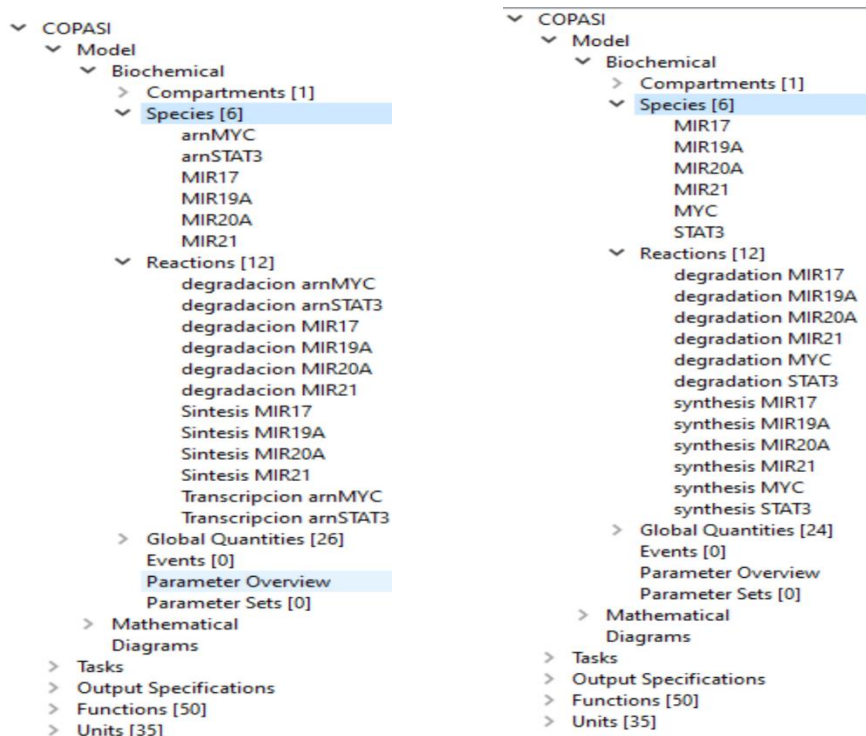 COPASI
Model
Biochemical
Compartments [1]
Species [6]
arnMYC
arnSTAT3
MIR17
MIR19A
MIR20A
MIR21
Reactions [12]
degradacion arnMYC
degradacion arnSTAT3
degradacion MIR17
degradacion MIR19A
degradacion MIR20A
degradacion MIR21
Sintesis MIR17
Sintesis MIR19A
Sintesis MIR20A
Sintesis MIR21
Transcripcion arnMYC
Transcripcion arnSTAT3
Global Quantities [26]
Events [0]
Parameter Overview
Parameter Sets [0]
Mathematical
Diagrams
Tasks
Output Specifications
Functions [50]
Units [35]
COPASI
Model
Biochemical
Compartments [1]
Species [6]
MIR17
MIR19A
MIR20A
MIR21
MYC
STAT3
Reactions [12]
degradation MIR17
degradation MIR19A
degradation MIR20A
degradation MIR21
degradation MYC
degradation STAT3
synthesis MIR17
synthesis MIR19A
synthesis MIR20A
synthesis MIR21
synthesis MYC
synthesis STAT3
Global Quantities [24]
Events [0]
Parameter Overview
Parameter Sets [0]
Mathematical
Diagrams
Tasks
Output Specifications
Functions [50]
Units [35]